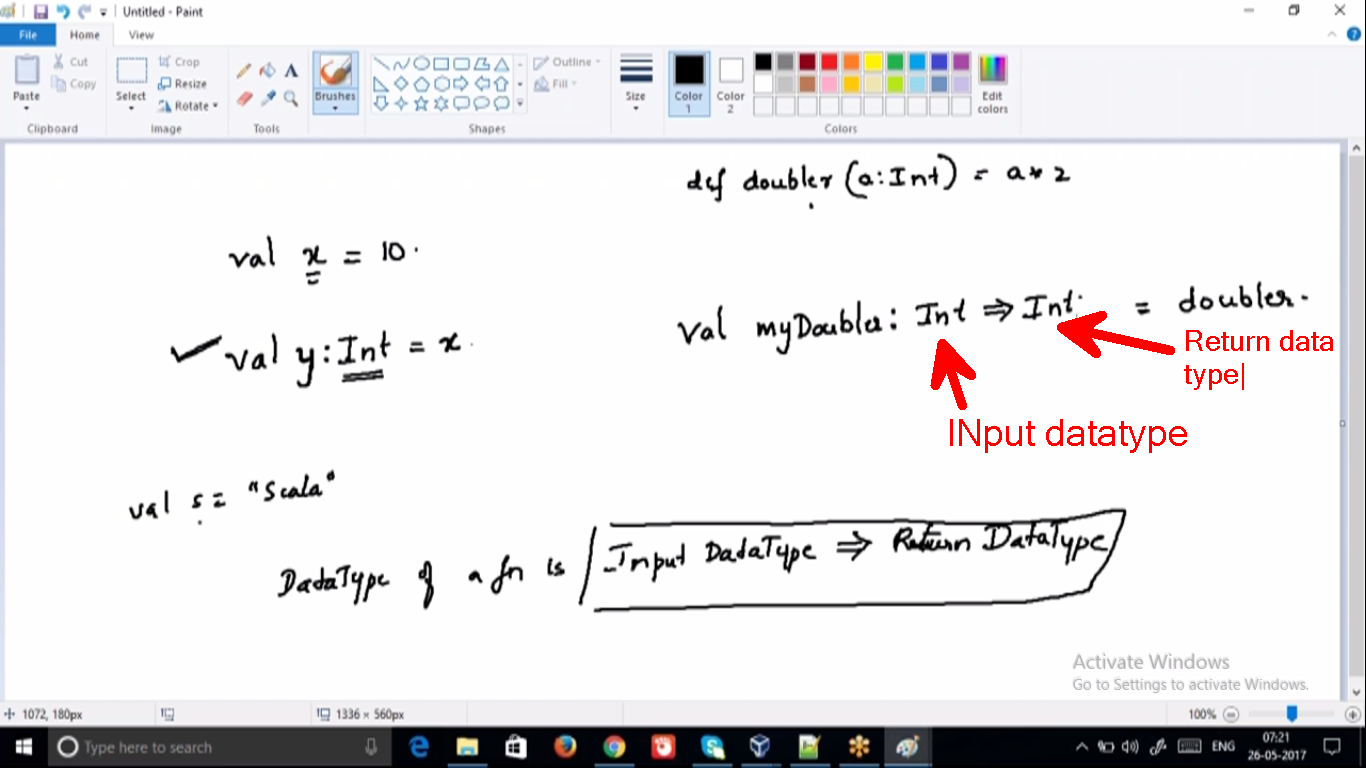 Untitled - Paint
File Home View
Paste
Cut
Copy
Clipboard
Select
Crop
Resize
Rotate
Image
A
Tools
Brushes
Outline
Fill
Shapes
Size
Color 1
Color 2
Edit colors
Colors
def doubler (a:Int) = a * 2
val x = 10.
val myDoubler: Int ⇒ Int = doubler.
val y: Int = x
Return data
type
INput datatype
val s = "Scala"
DataType of a fn is Input DataType ⇒ Return DataType
Activate Windows
Go to Settings to activate Windows.
1072, 180px
1336 × 560px
100%
Type here to search
ENG
07:21
26-05-2017